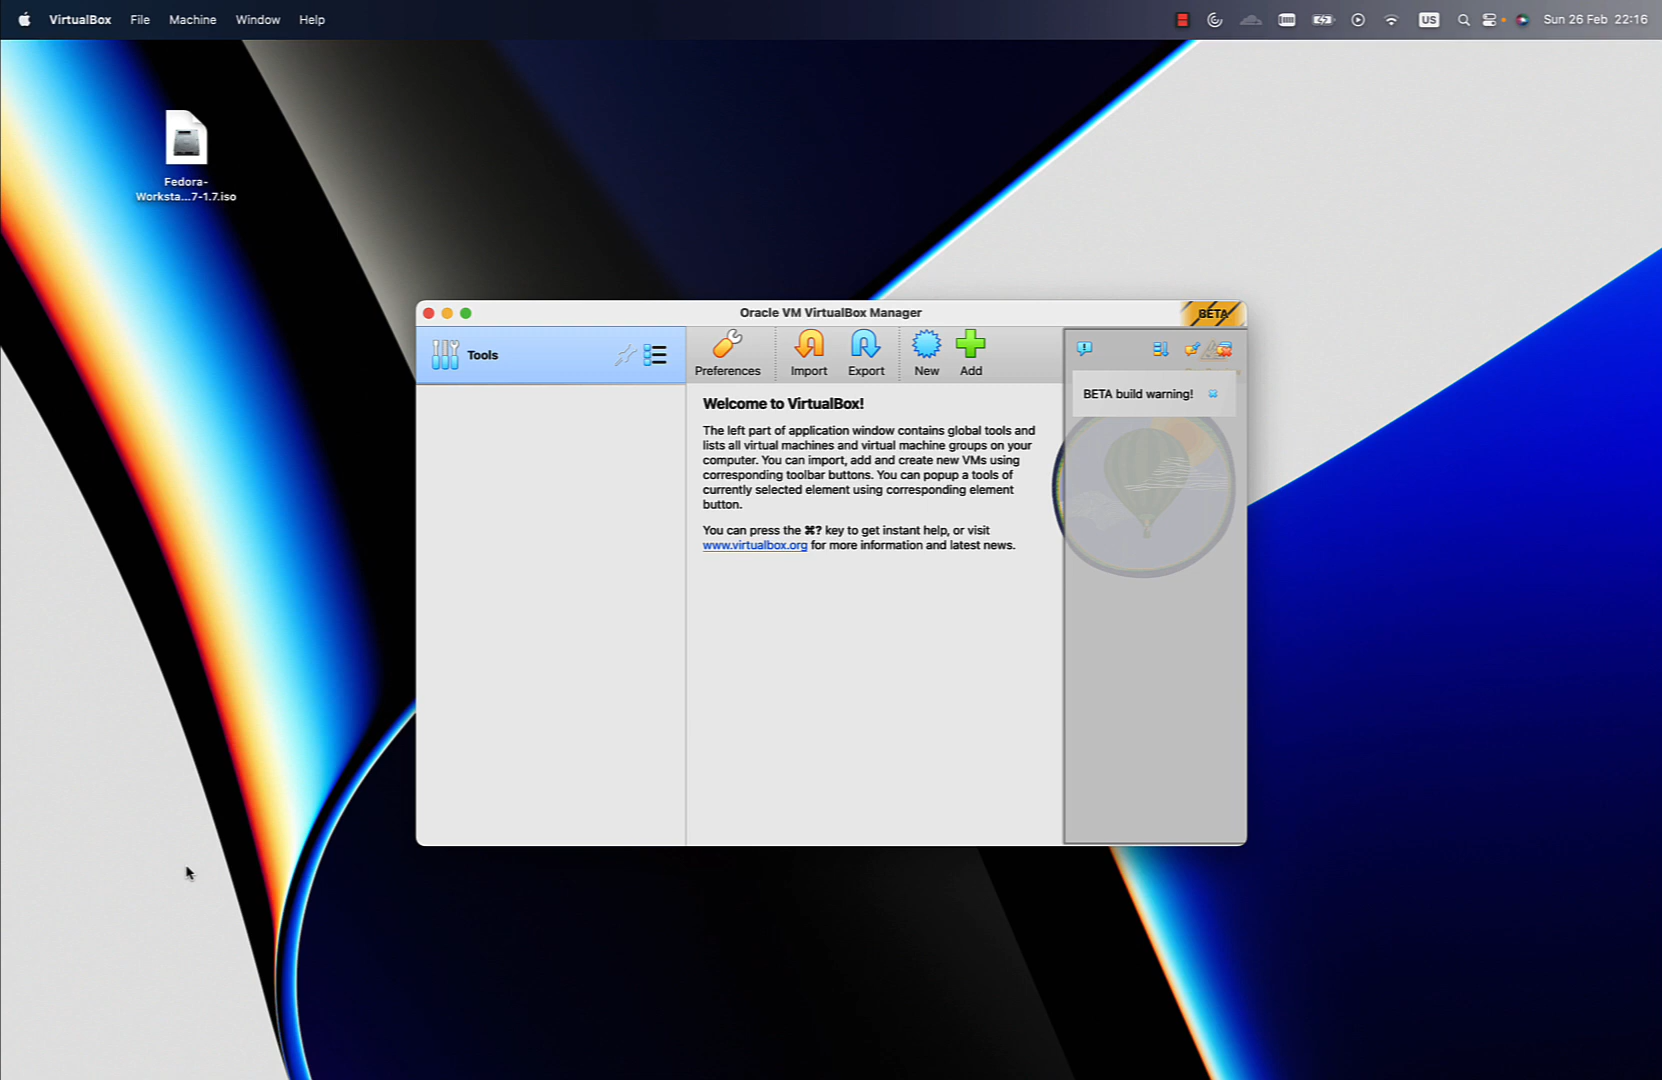 VirtualBox File Machine Window Help
US
Sun 26 Feb 22:16
Fedora-
Worksta...7-1.7.iso
Oracle VM VirtualBox Manager
BETA
Tools
Preferences
Import
Export
New
Add
BETA build warning!
Welcome to VirtualBox!
The left part of application window contains global tools and
lists all virtual machines and virtual machine groups on your
computer. You can import, add and create new VMs using
corresponding toolbar buttons. You can popup a tools of
currently selected element using corresponding element
button.
You can press the ⌘? key to get instant help, or visit
www.virtualbox.org for more information and latest news.